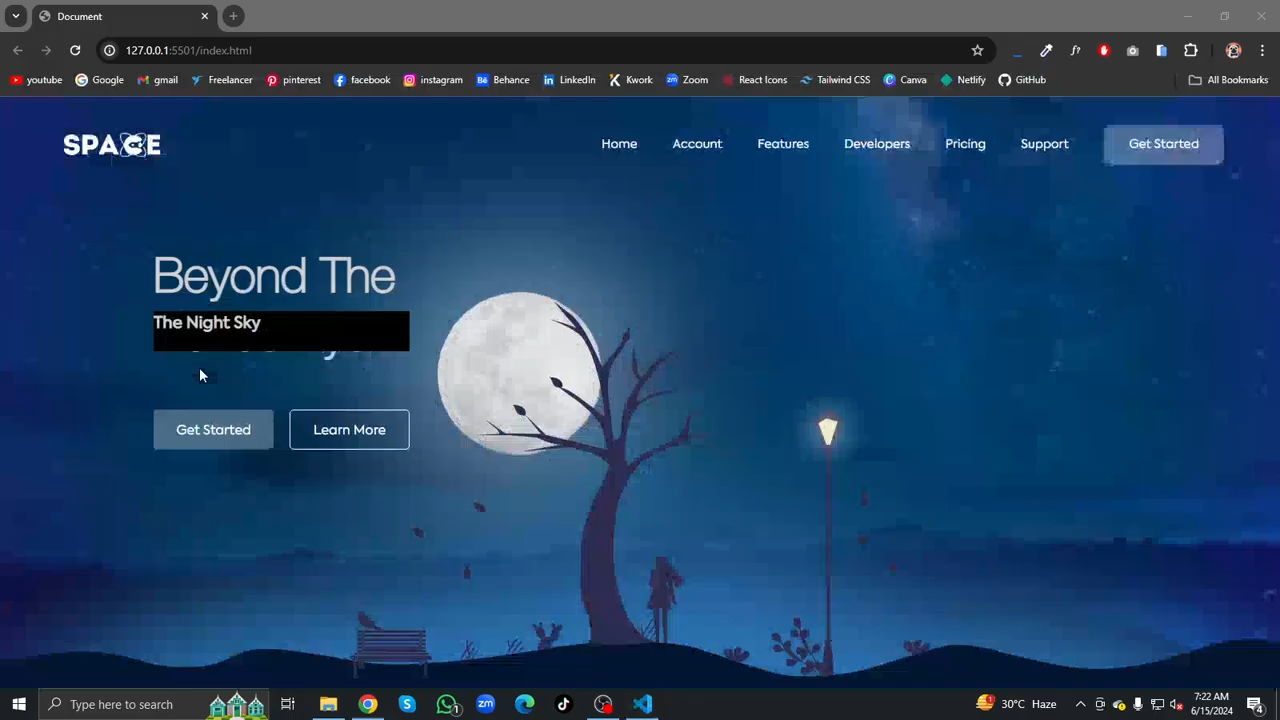 Document
127.0.0.1:5501/index.html
youtube Google gmail Freelancer pinterest facebook instagram Behance LinkedIn Kwork Zoom React Icons Tailwind CSS Canva Netlify GitHub All Bookmarks
SPACE Home Account Features Developers Pricing Support Get Started
Beyond The
The Night Sky
Get Started Learn More
Type here to search 1 30°C Haze 7:22 AM
6/15/2024 4